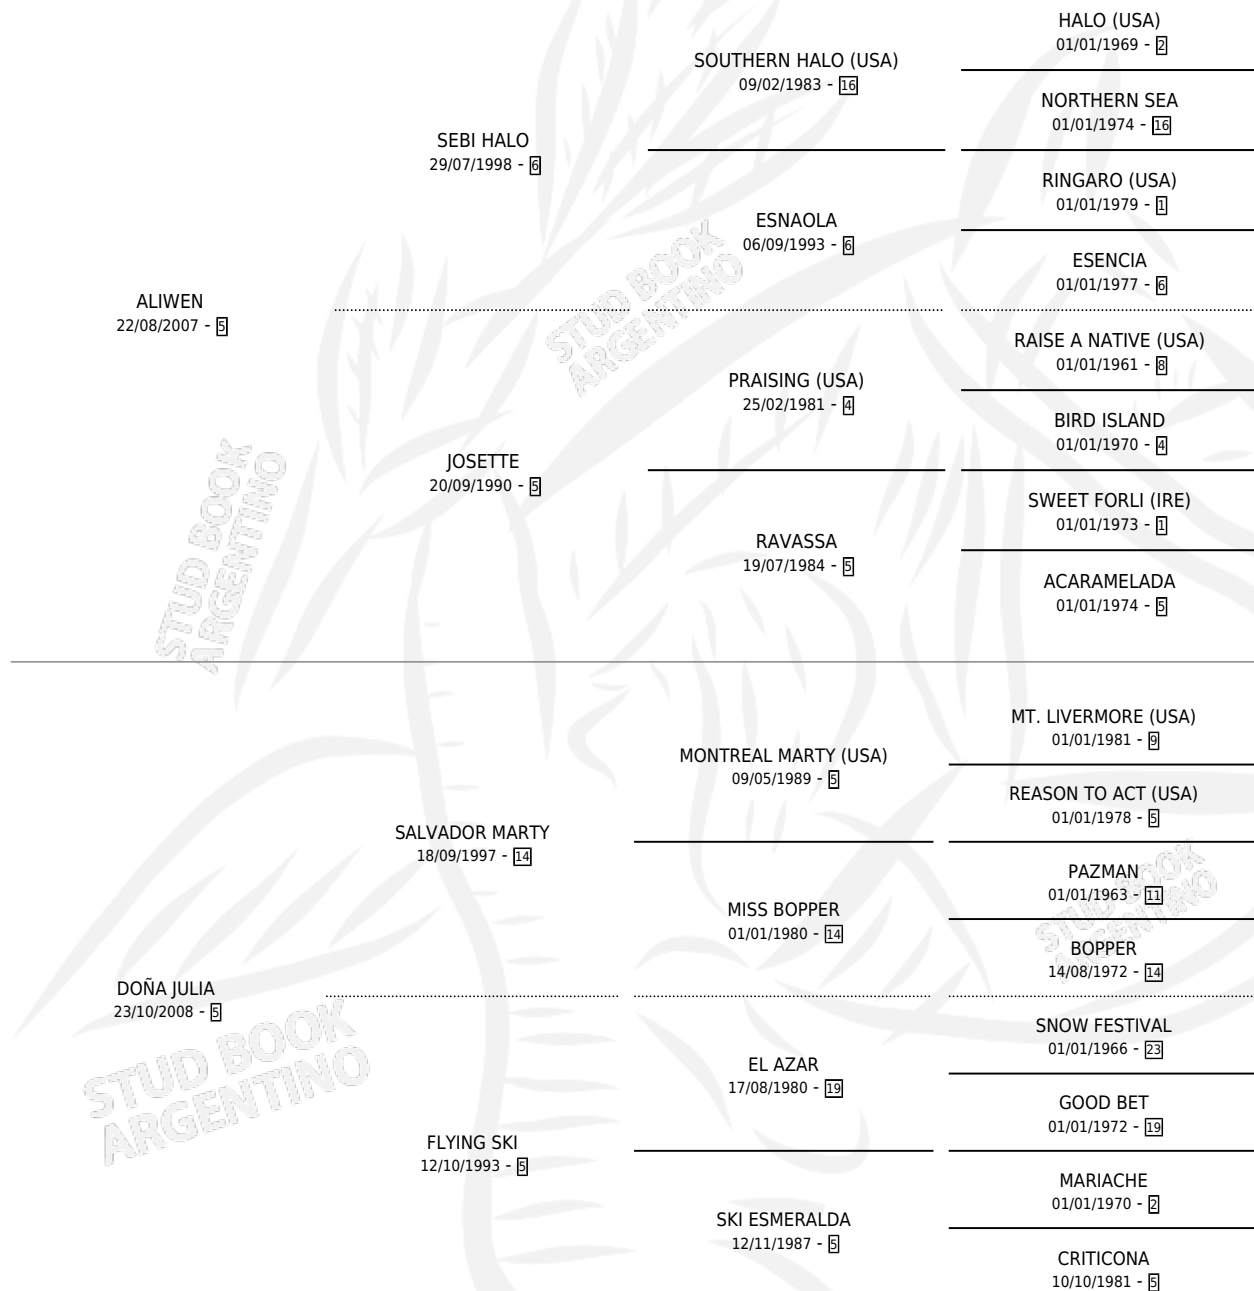 HALO (USA)
01/01/1969 - 2
SOUTHERN HALO (USA)
09/02/1983 - 16
NORTHERN SEA
01/01/1974 - 16
SEBI HALO
29/07/1998 - 6
RINGARO (USA)
01/01/1979 - 1
ESNAOLA
06/09/1993 - 6
ESENCIA
01/01/1977 - 6
ALIWEN
22/08/2007 - 5
STUD BOOK
ARGENTINO
RAISE A NATIVE (USA)
01/01/1961 - 8
PRAISING (USA)
25/02/1981 - 4
BIRD ISLAND
01/01/1970 - 4
JOSETTE
20/09/1990 - 5
SWEET FORLI (IRE)
01/01/1973 - 1
RAVASSA
19/07/1984 - 5
ACARAMELADA
01/01/1974 - 5
STUD BOOK
ARGENTINO
MT. LIVERMORE (USA)
01/01/1981 - 9
MONTREAL MARTY (USA)
09/05/1989 - 5
REASON TO ACT (USA)
01/01/1978 - 5
SALVADOR MARTY
18/09/1997 - 14
PAZMAN
01/01/1963 - 11
MISS BOPPER
01/01/1980 - 14
BOPPER
14/08/1972 - 14
STUD BOOK
ARGENTINO
DOÑA JULIA
23/10/2008 - 5
SNOW FESTIVAL
01/01/1966 - 23
EL AZAR
17/08/1980 - 19
GOOD BET
01/01/1972 - 19
STUD BOOK
ARGENTINO
FLYING SKI
12/10/1993 - 5
MARIACHE
01/01/1970 - 2
SKI ESMERALDA
12/11/1987 - 5
CRITICONA
10/10/1981 - 5